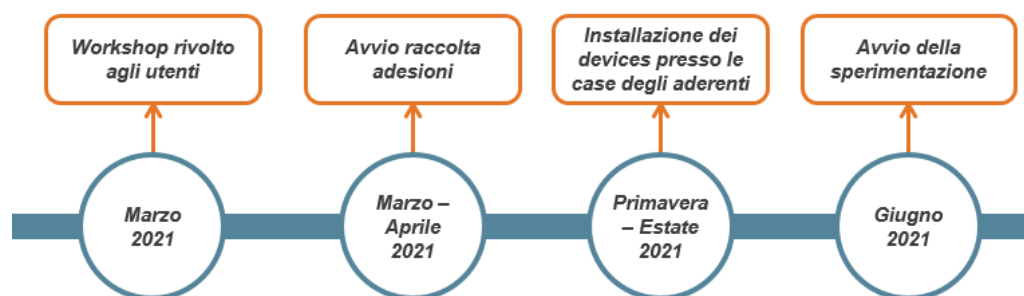 Workshop rivolto
agli utenti
Avvio raccolta
adesioni
Installazione dei
devices presso le
case degli aderenti
Avvio della
sperimentazione
Marzo
2021
Marzo –
Aprile
2021
Primavera
– Estate
2021
Giugno
2021